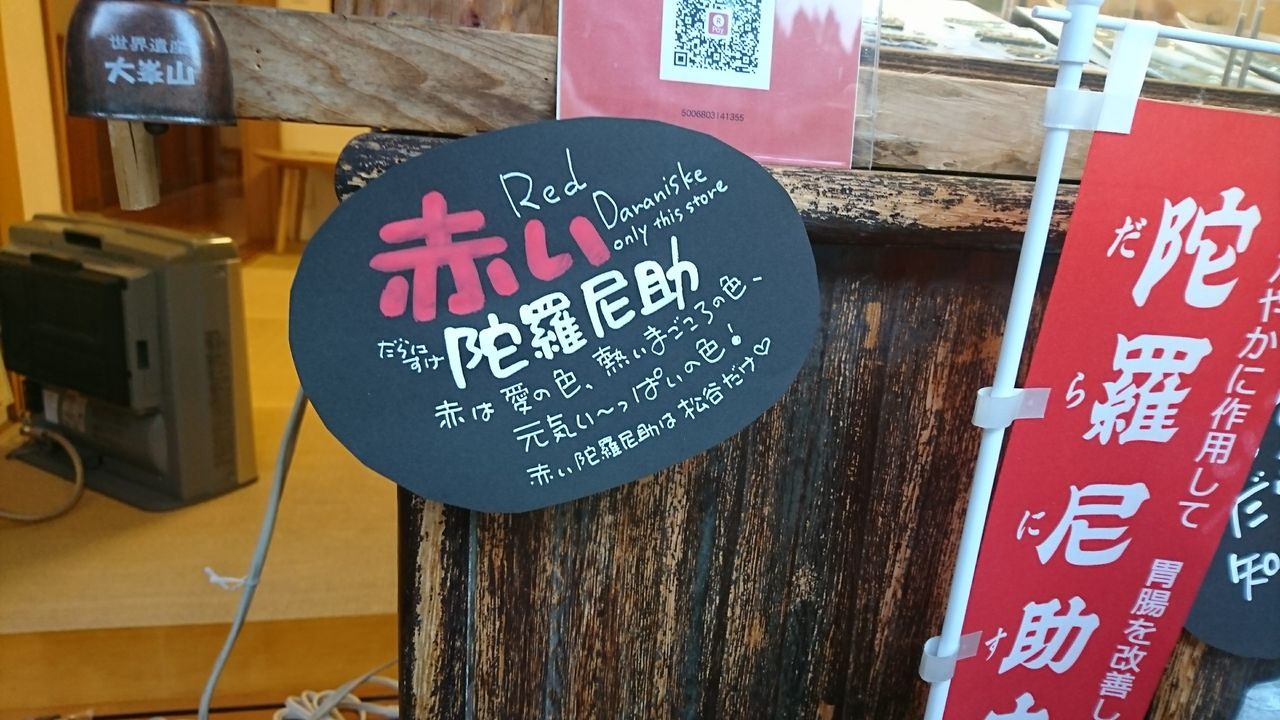 世界遺産
大峯山
R
Pay
5006803141355
Red
Daraniske
only this store
赤い
陀羅尼助
だらに
すけ
赤は愛の色、熱いまごころの色-
元気い〜っぱいの色!
赤い陀羅尼助は松谷だけ♡
陀羅尼助
だらにす
やかに作用して
胃腸を改善し